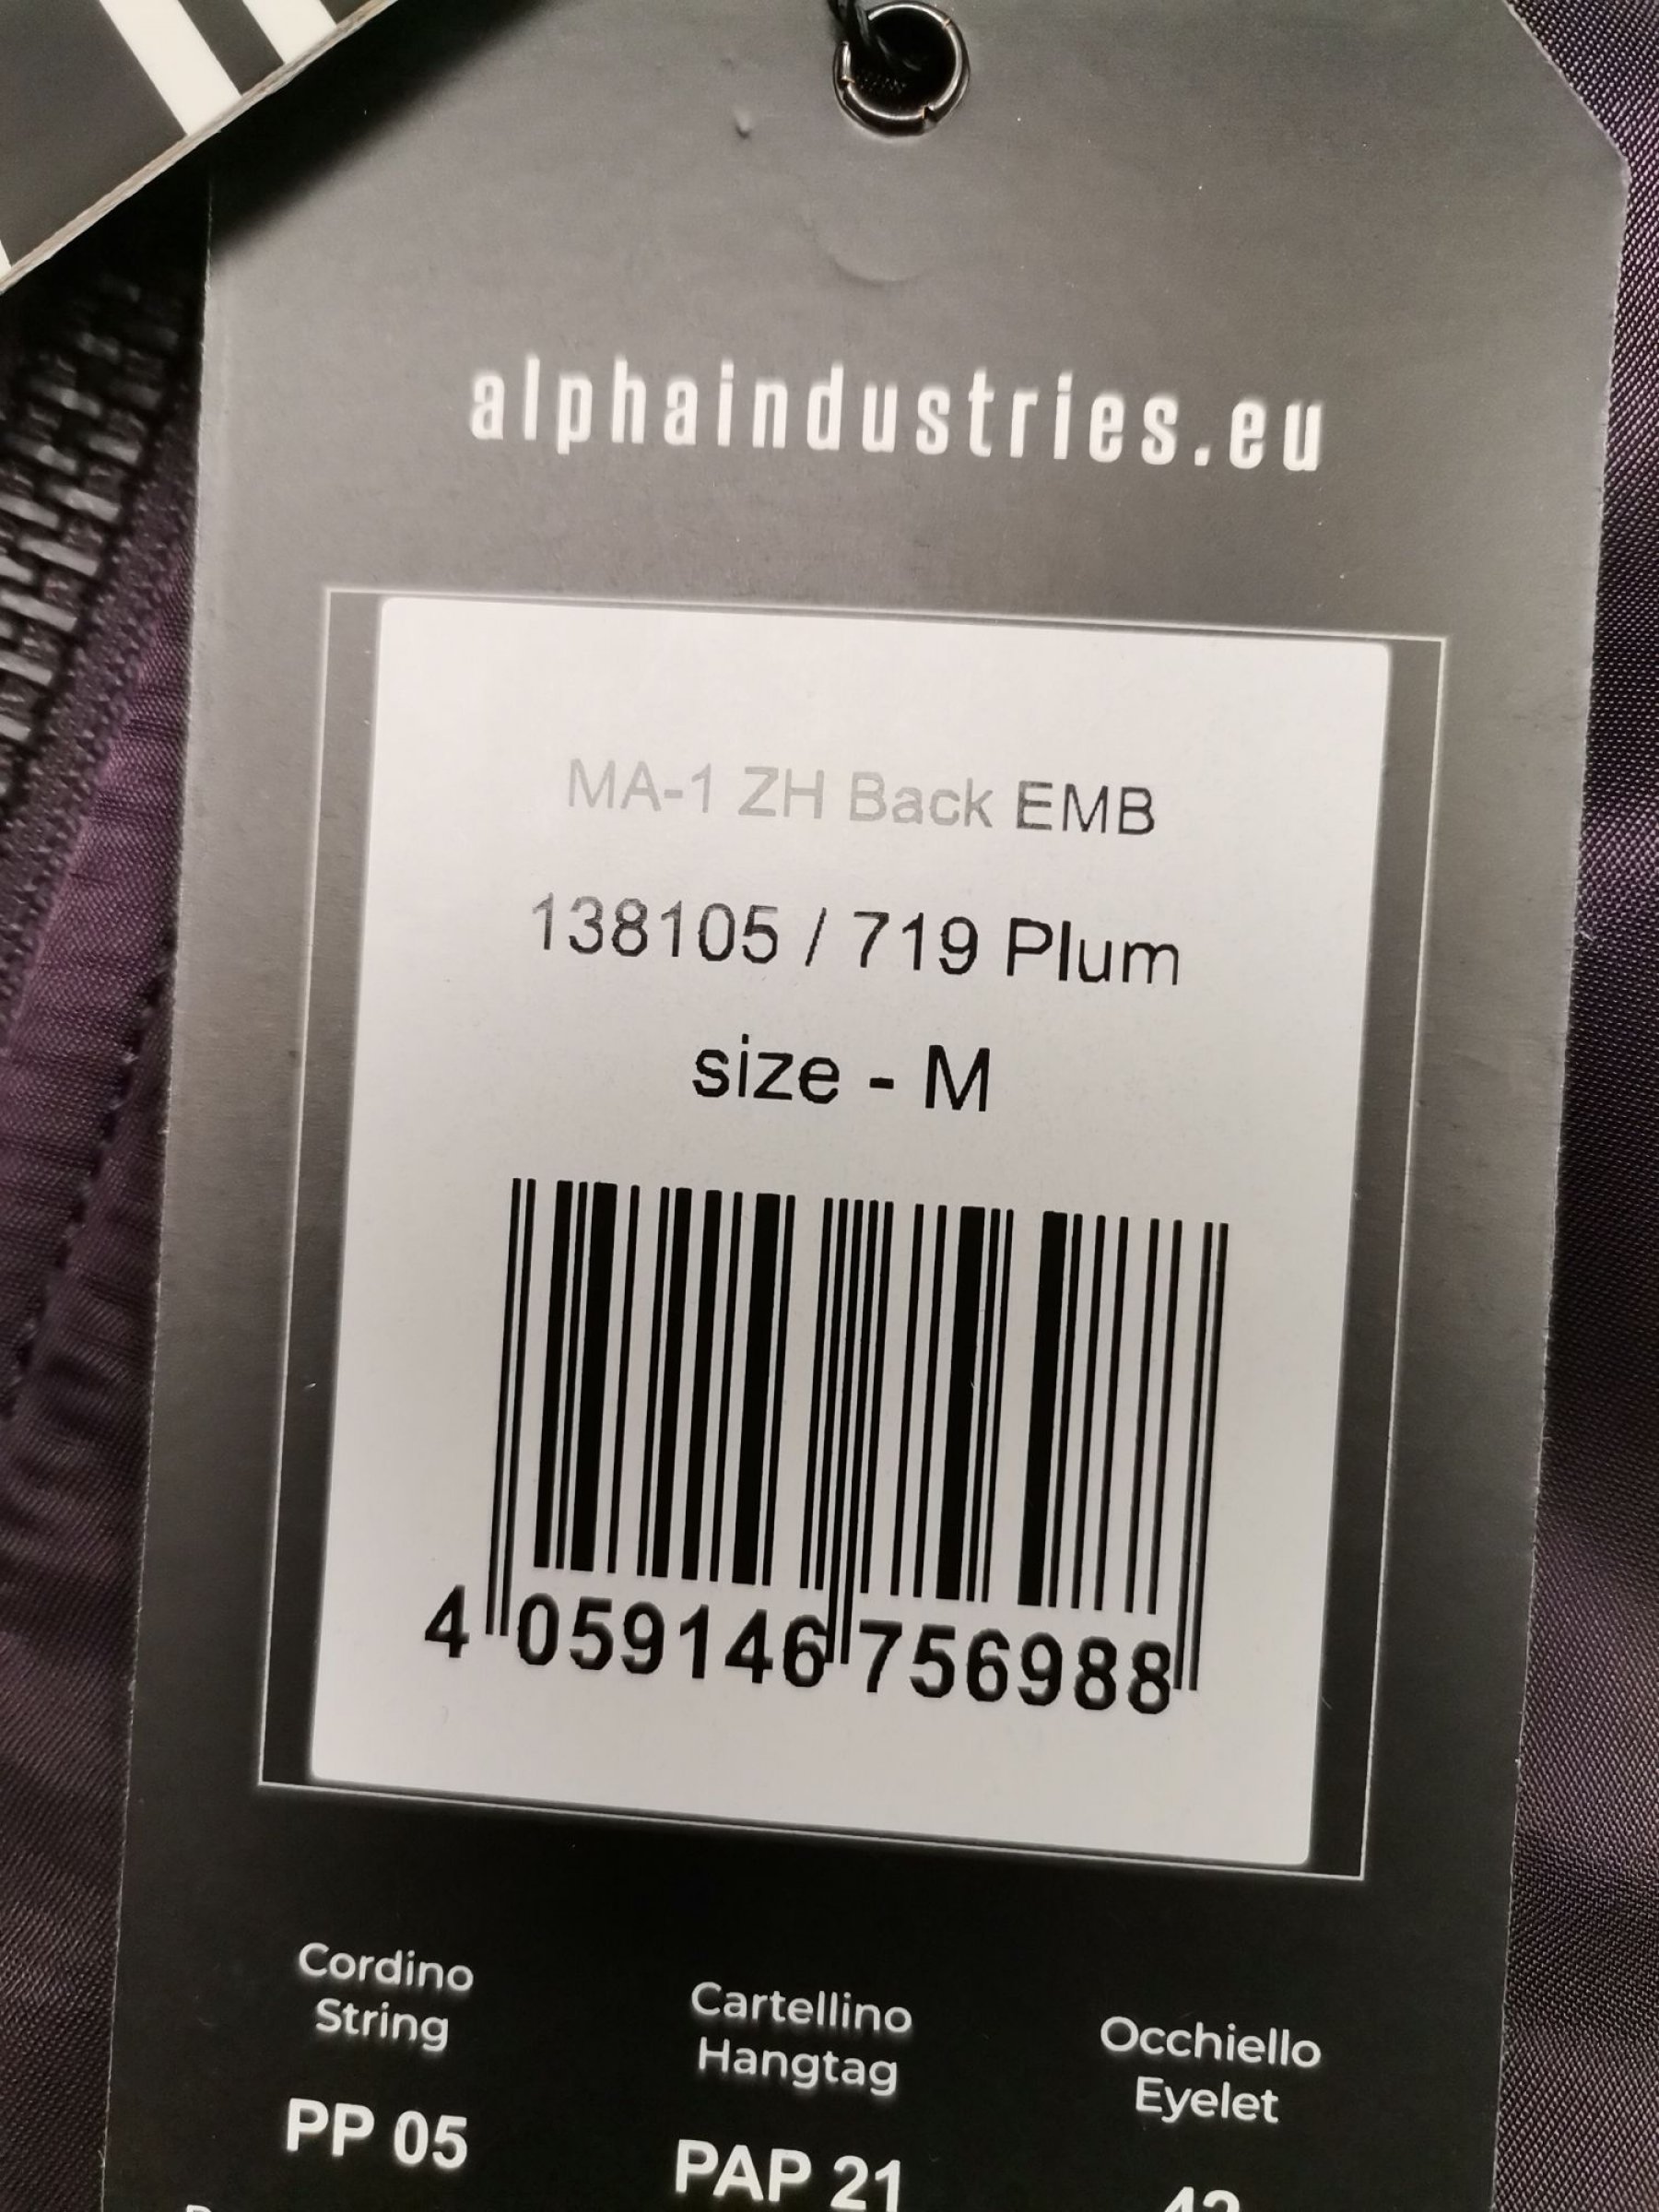 alphaindustries.eu
MA-1 ZH Back EMB
138105 / 719 Plum
size - M
4 059146 756988
Cordino
String
PP 05
Cartellino
Hangtag
PAP 21
Occhiello
Eyelet